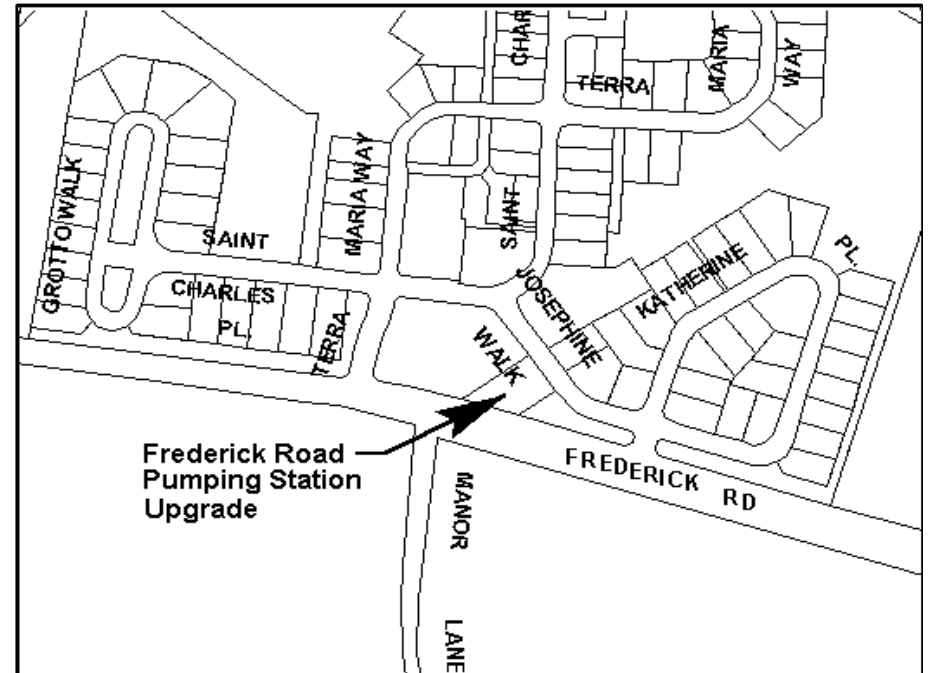 CHAR
TERRA
MARIA
WAY
GROTTO WALK
MARIA WAY
SAINT
SAINT
CHARLES
PL.
TERRA
JOSEPHINE
WALK
KATHERINE
PL.
Frederick Road
Pumping Station
Upgrade
FREDERICK RD
MANOR
LANE